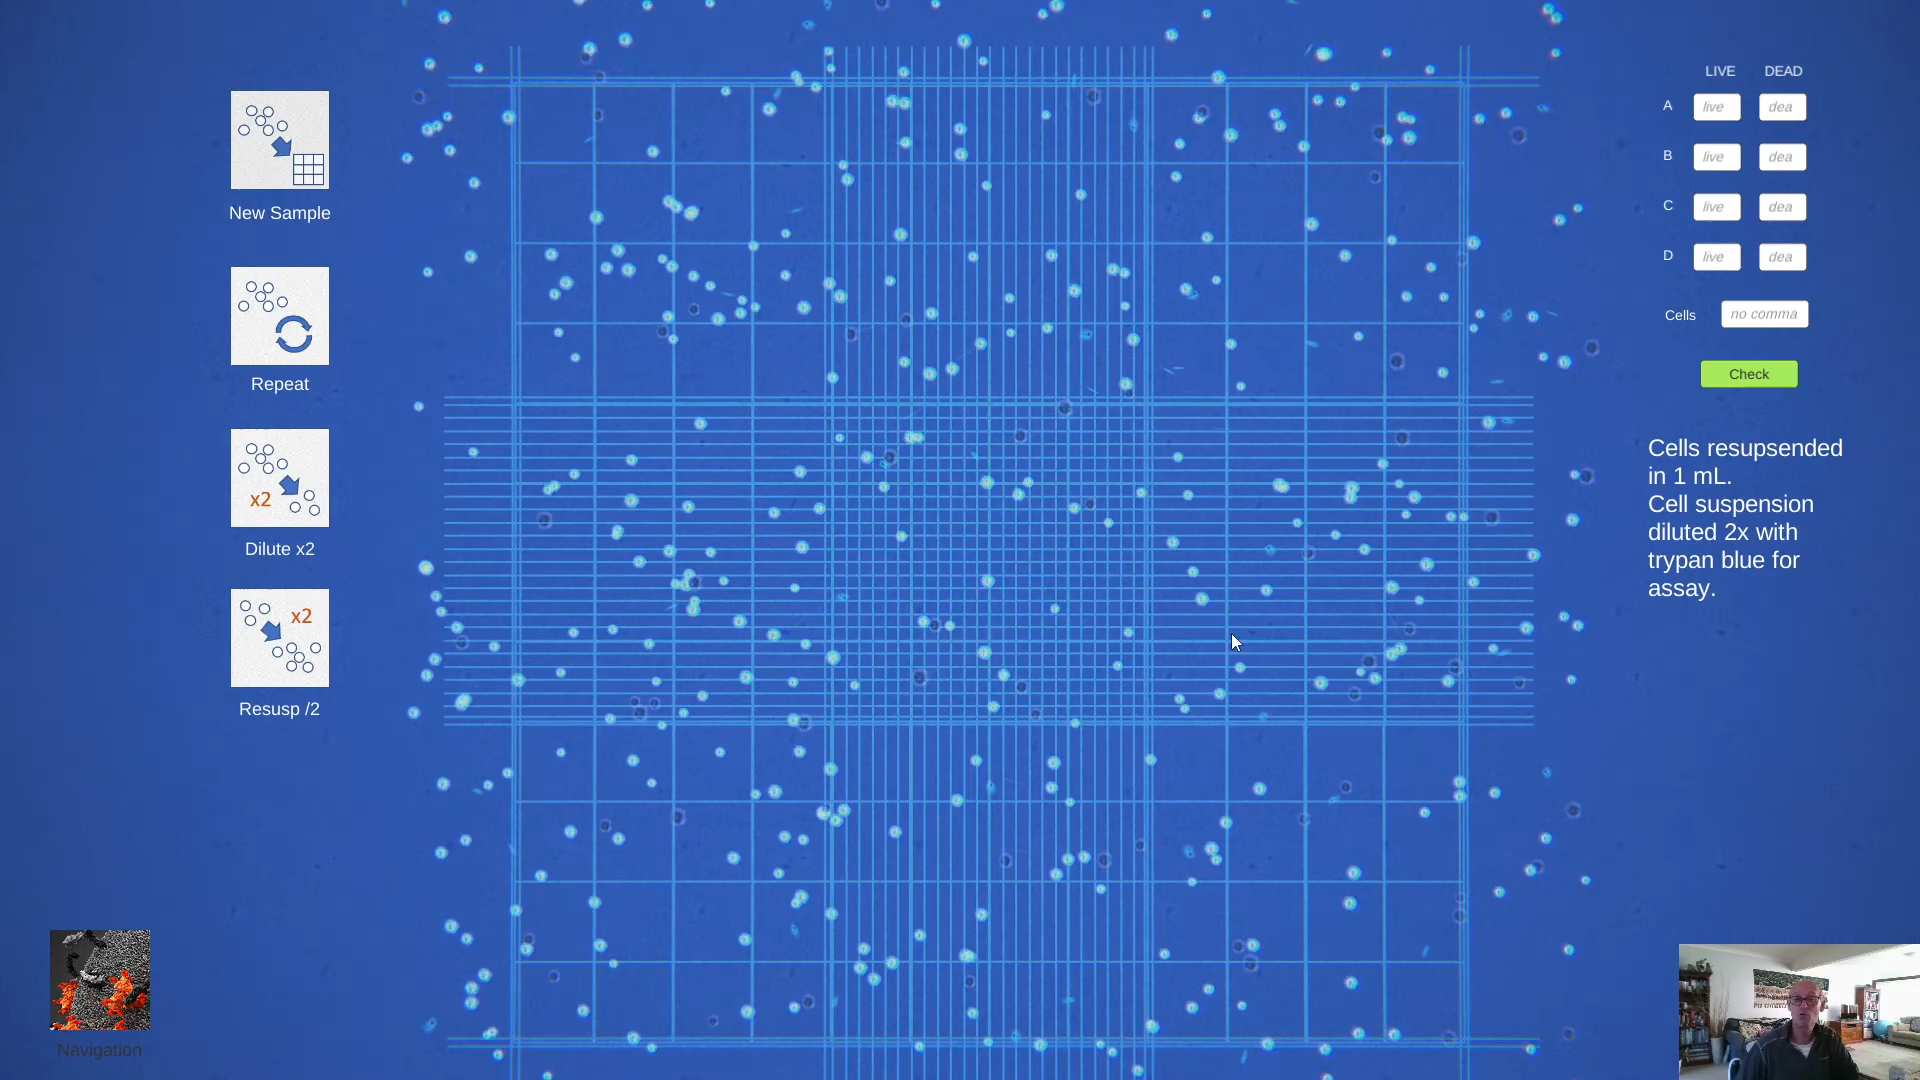 New Sample
Repeat
x2
Dilute x2
x2
Resusp /2
Navigation
LIVE DEAD
A live dea
B live dea
C live dea
D live dea
Cells no comma
Check
Cells resupsended
in 1 mL.
Cell suspension
diluted 2x with
trypan blue for
assay.